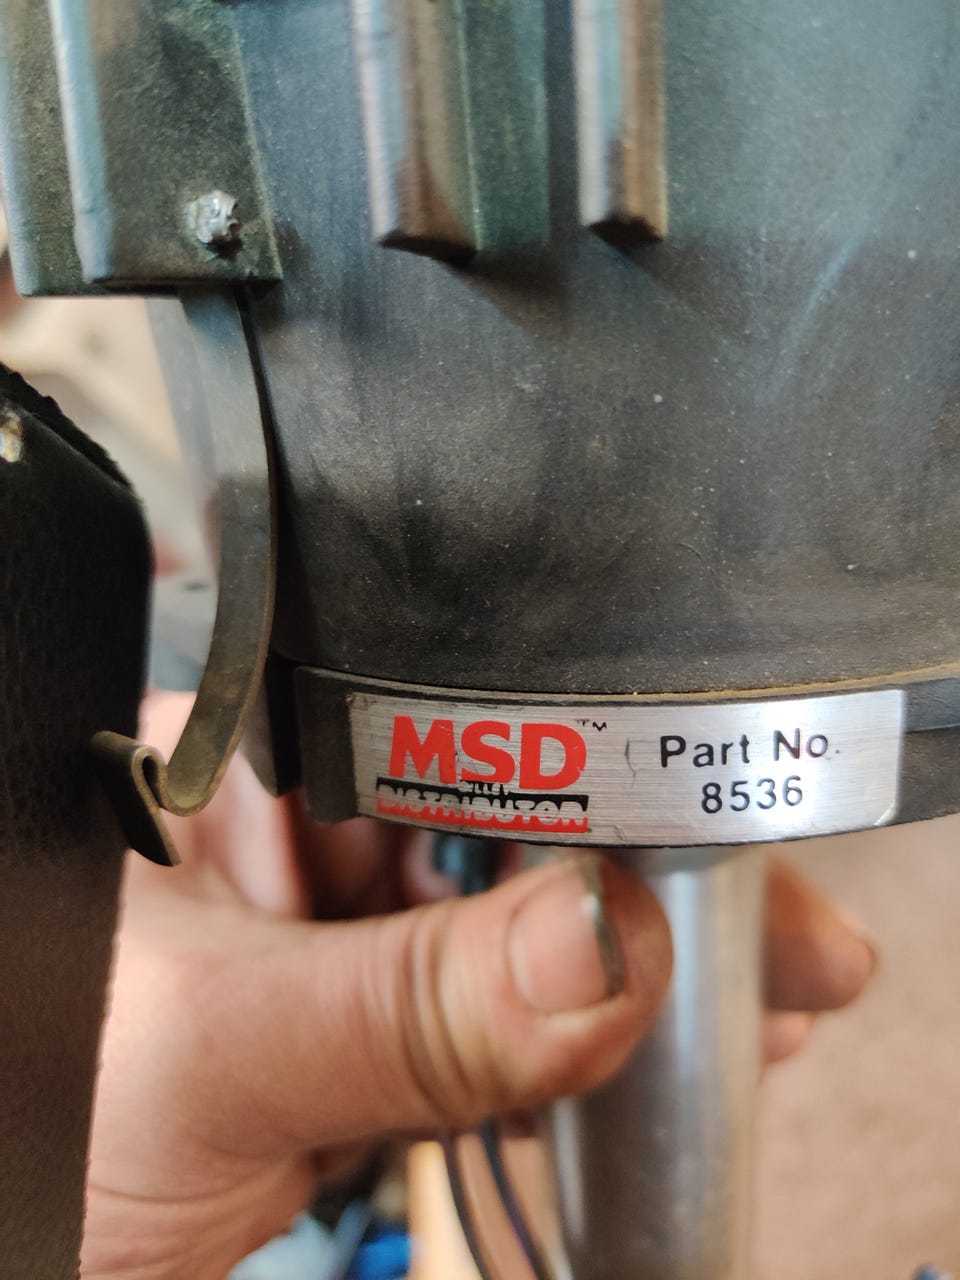 MSD™
DISTRIBUTOR
Part No.
8536